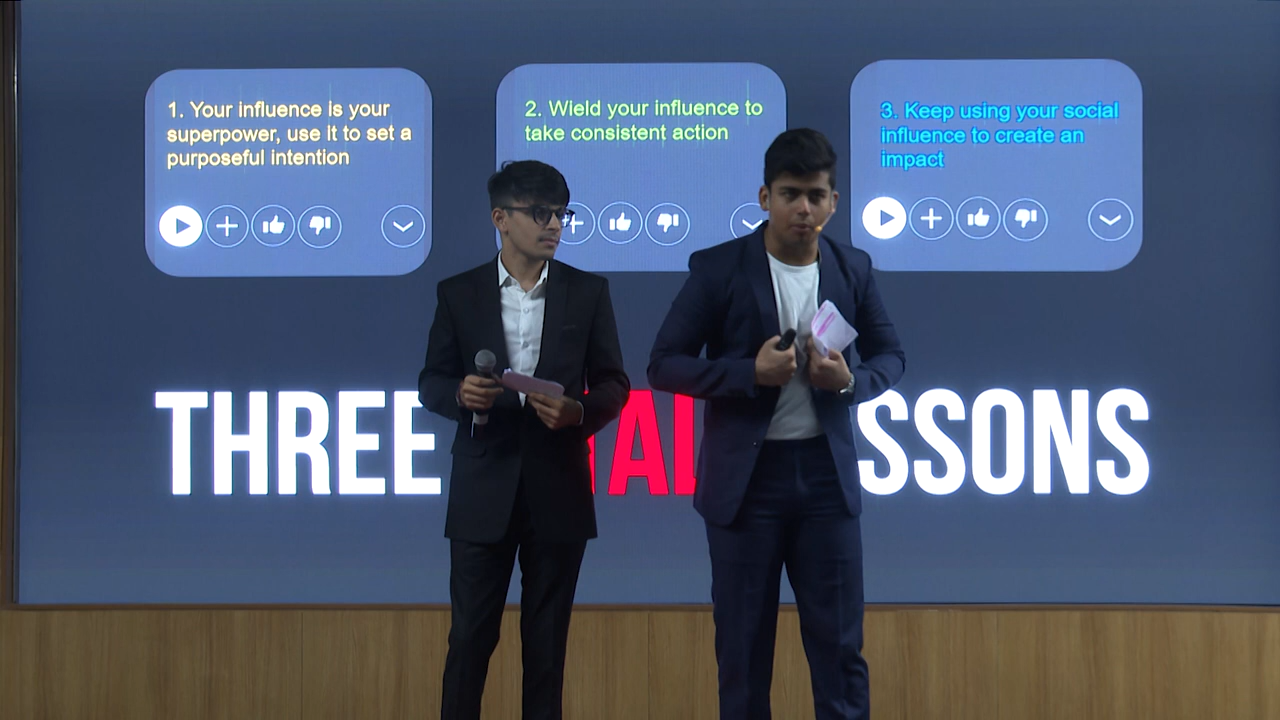 1. Your influence is your
superpower, use it to set a
purposeful intention
2. Wield your influence to
take consistent action
3. Keep using your social
influence to create an
impact
THREE SSONS